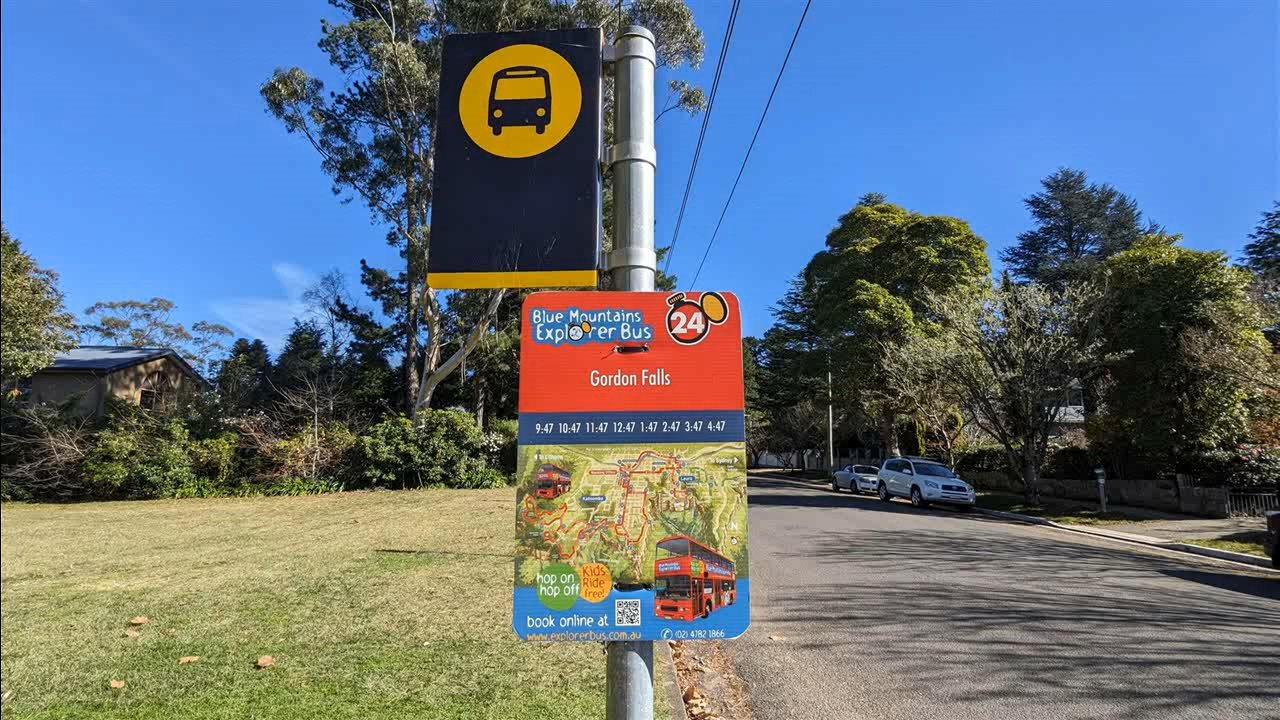 Blue Mountains
Explorer Bus
24
Gordon Falls
9:47 10:47 11:47 12:47 1:47 2:47 3:47 4:47
Katoomba
Leura
N
hop on
hop off
Kids
Ride
free!
book online at
www.explorerbus.com.au
(02) 4782 1866